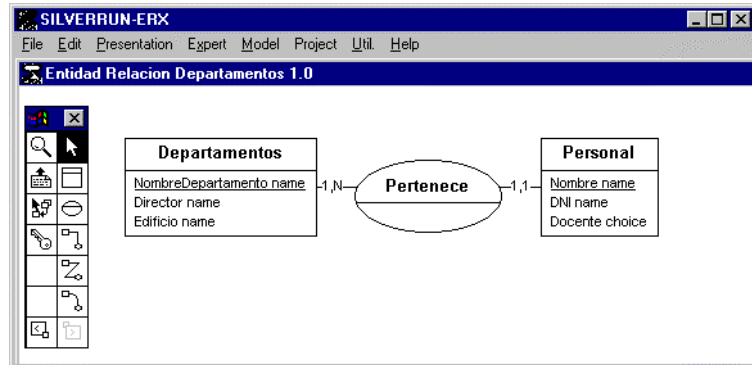 SILVERRUN-ERX
File Edit Presentation Expert Model Project Util. Help
Entidad Relacion Departamentos 1.0
Departamentos
NombreDepartamento name
Director name
Edificio name
1,N
Pertenece
1,1
Personal
Nombre name
DNI name
Docente choice